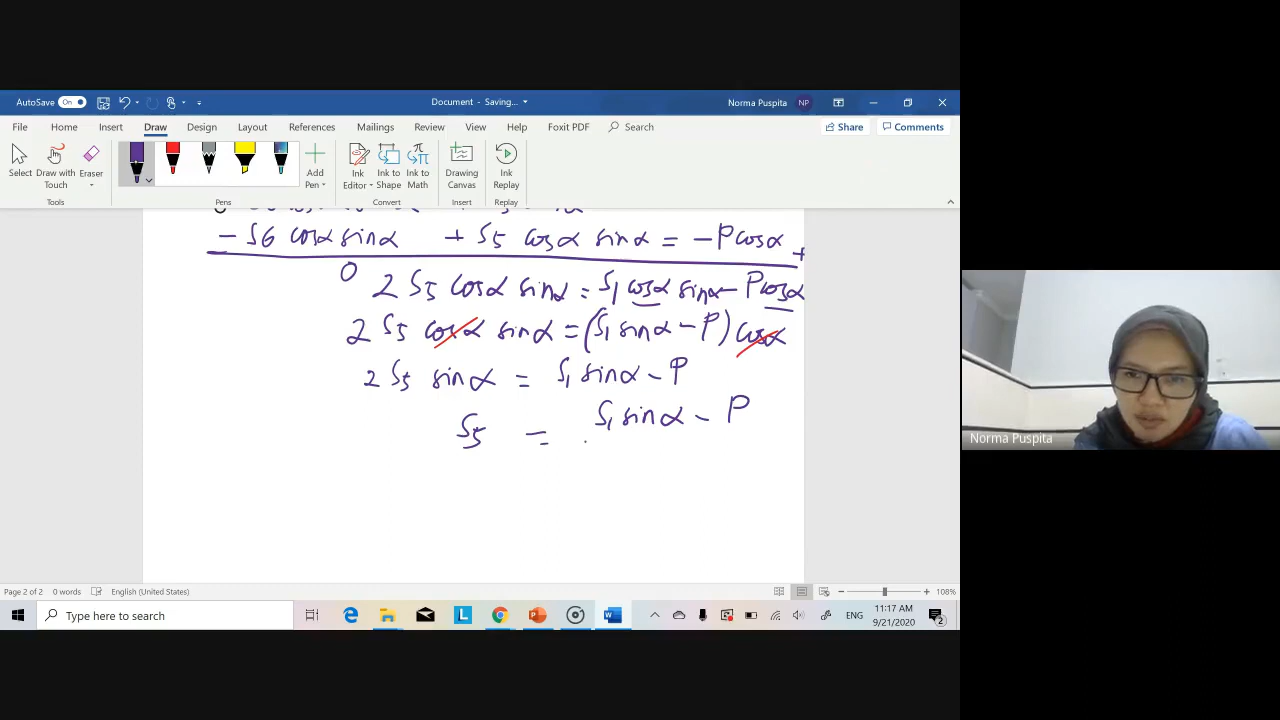 AutoSave On Document - Saving... Norma Puspita NP
File Home Insert Draw Design Layout References Mailings Review View Help Foxit PDF Search Share Comments
Select Draw with Touch Eraser Add Pen Ink Editor Ink to Shape Ink to Math Drawing Canvas Ink Replay
Tools Pens Convert Insert Replay
- S6 cosα sinα + S5 cosα sinα = - P cosα +
0 2 S5 cosα sinα = S1 cosα sinα - P cosα
2 S5 cosα sinα = (S1 sinα - P) cosα
2 S5 sinα = S1 sinα - P
S5 = S1 sinα - P
Norma Puspita
Page 2 of 2 0 words English (United States) 108%
Type here to search ENG 11:17 AM 9/21/2020 2